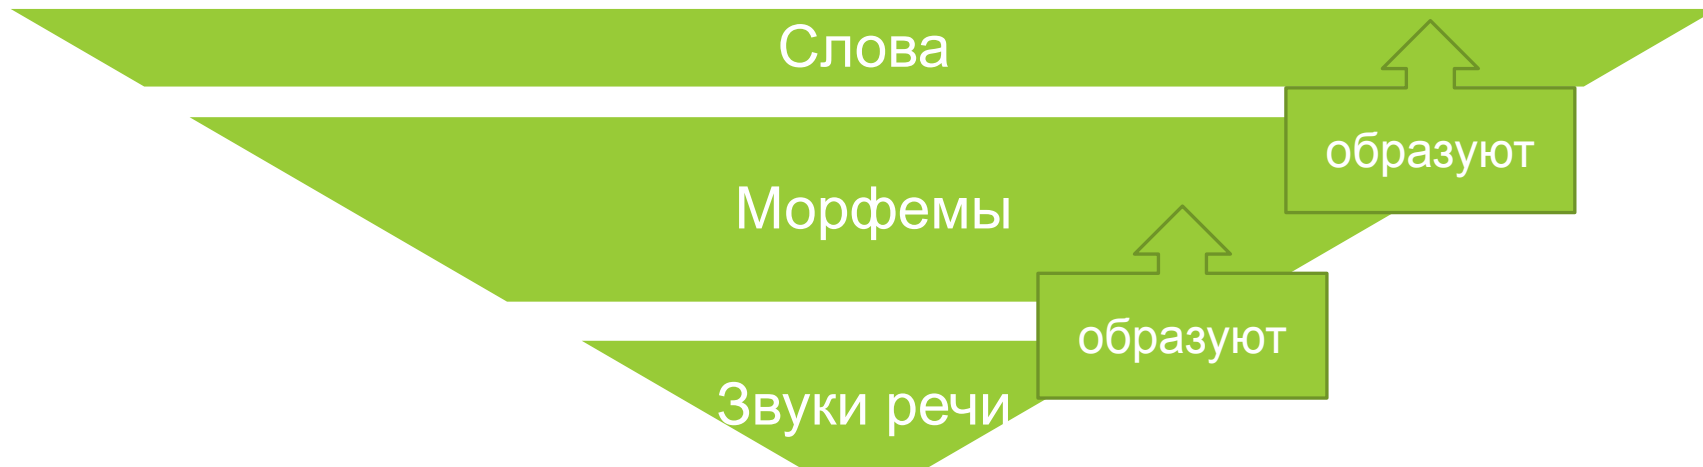 Слова
образуют
Морфемы
образуют
Звуки речи